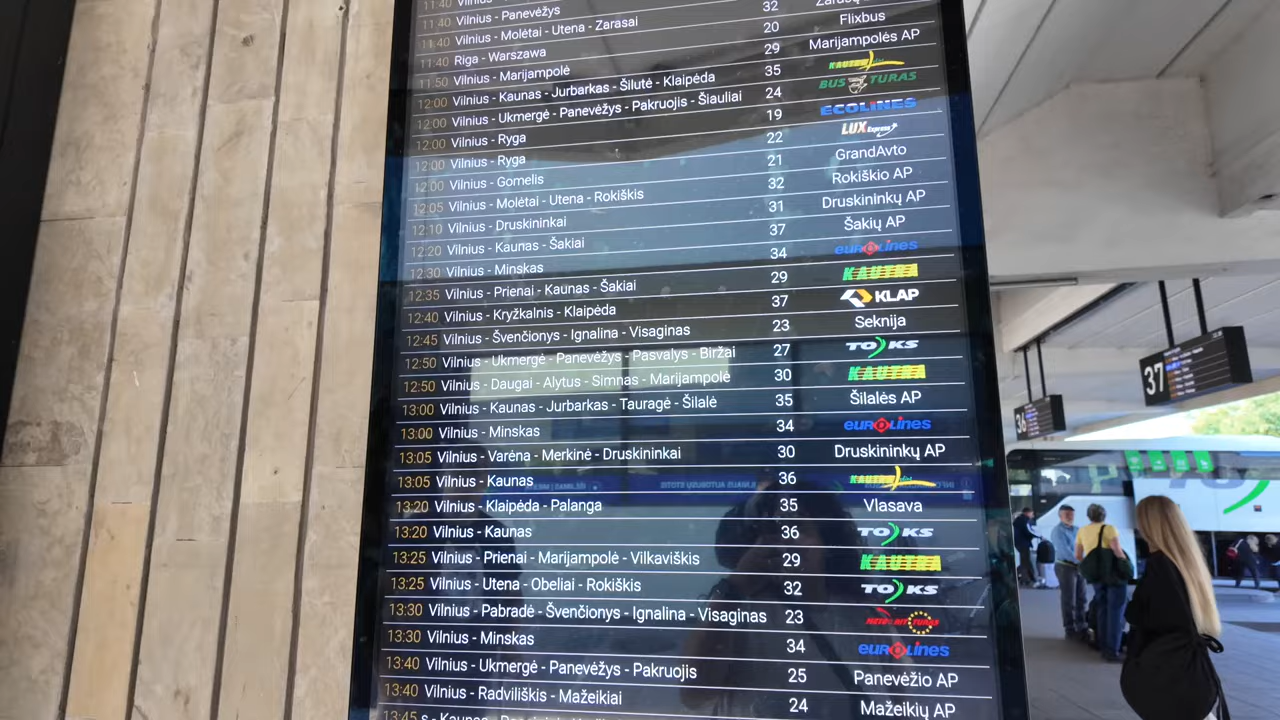 11:40
11:40 Vilnius - Panevėžys
11:40 Vilnius - Molėtai - Utena - Zarasai 32
11:40 Riga - Warszawa 20 Flixbus
11:50 Vilnius - Marijampolė 29 Marijampolės AP
12:00 Vilnius - Kaunas - Jurbarkas - Šilutė - Klaipėda 35 KAUTRA
12:00 Vilnius - Ukmergė - Panevėžys - Pakruojis - Šiauliai 24 BUSTURAS
12:00 Vilnius - Ryga 19 ECOLINES
12:00 Vilnius - Ryga 22 LUX Express
12:00 Vilnius - Gomelis 21 GrandAvto
12:05 Vilnius - Molėtai - Utena - Rokiškis 32 Rokiškio AP
12:10 Vilnius - Druskininkai 31 Druskininkų AP
12:20 Vilnius - Kaunas - Šakiai 37 Šakių AP
12:30 Vilnius - Minskas 34 eurolines
12:35 Vilnius - Prienai - Kaunas - Šakiai 29 KAUTRA
12:40 Vilnius - Kryžkalnis - Klaipėda 37 KLAP
12:45 Vilnius - Švenčionys - Ignalina - Visaginas 23 Seknija
12:50 Vilnius - Ukmergė - Panevėžys - Pasvalys - Biržai 27 TOKS
12:50 Vilnius - Daugai - Alytus - Simnas - Marijampolė 30 KAUTRA
13:00 Vilnius - Kaunas - Jurbarkas - Tauragė - Šilalė 35 Šilalės AP
13:00 Vilnius - Minskas 34 eurolines
13:05 Vilnius - Varėna - Merkinė - Druskininkai 30 Druskininkų AP
13:05 Vilnius - Kaunas 36 KAUTRA
13:20 Vilnius - Klaipėda - Palanga 35 Vlasava
13:20 Vilnius - Kaunas 36 TOKS
13:25 Vilnius - Prienai - Marijampolė - Vilkaviškis 29 KAUTRA
13:25 Vilnius - Utena - Obeliai - Rokiškis 32 TOKS
13:30 Vilnius - Pabradė - Švenčionys - Ignalina - Visaginas 23
13:30 Vilnius - Minskas 34 eurolines
13:40 Vilnius - Ukmergė - Panevėžys - Pakruojis 25 Panevėžio AP
13:40 Vilnius - Radviliškis - Mažeikiai 24 Mažeikių AP
13:45
37
36